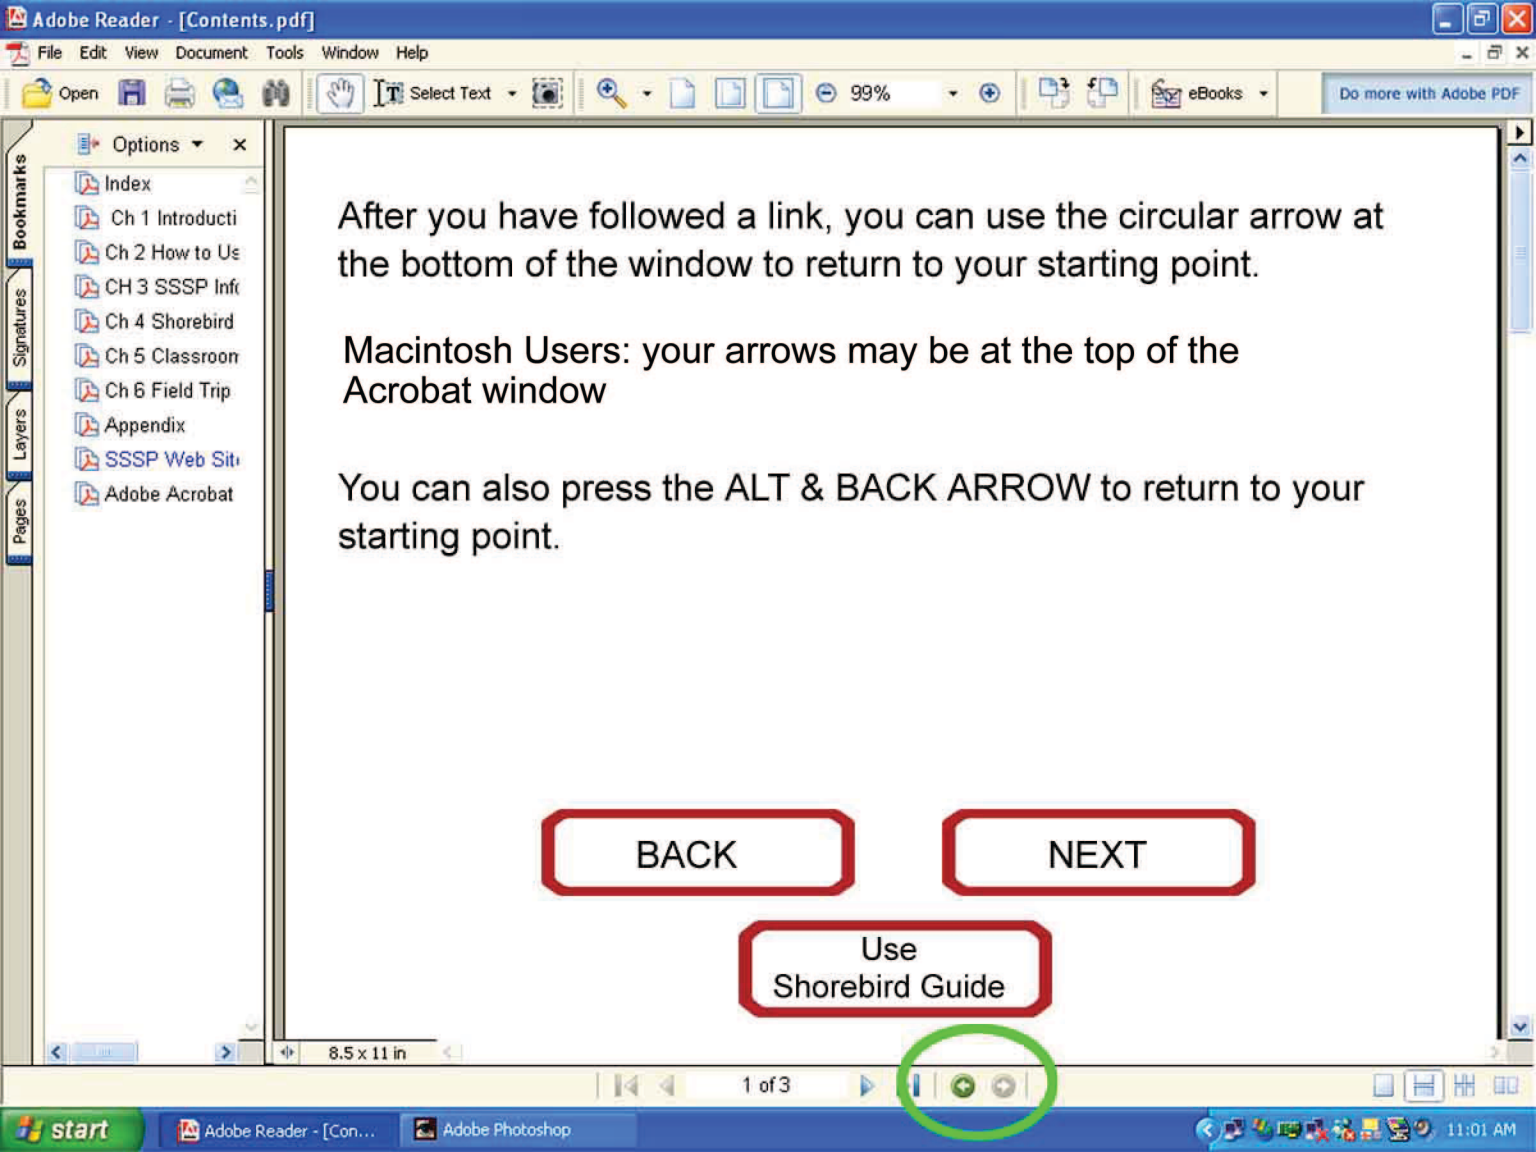 Adobe Reader - [Contents.pdf]
File Edit View Document Tools Window Help
Open Select Text 99% eBooks Do more with Adobe PDF
Bookmarks
Signatures
Layers
Pages
Options
Index
Ch 1 Introducti
Ch 2 How to Us
CH 3 SSSP Info
Ch 4 Shorebird
Ch 5 Classroon
Ch 6 Field Trip
Appendix
SSSP Web Sit
Adobe Acrobat
After you have followed a link, you can use the circular arrow at
the bottom of the window to return to your starting point.
Macintosh Users: your arrows may be at the top of the
Acrobat window
You can also press the ALT & BACK ARROW to return to your
starting point.
BACK
NEXT
Use
Shorebird Guide
8.5 x 11 in
1 of 3
start Adobe Reader - [Con... Adobe Photoshop 11:01 AM